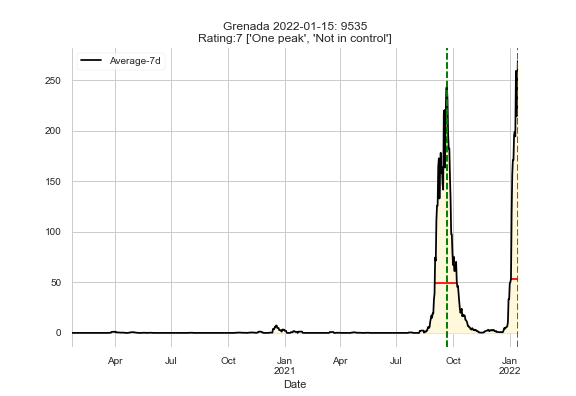 Grenada 2022-01-15: 9535
Rating:7 ['One peak', 'Not in control']
Average-7d
250
200
150
100
50
0
Apr Jul Oct Jan Apr Jul Oct Jan
2021 2022
Date